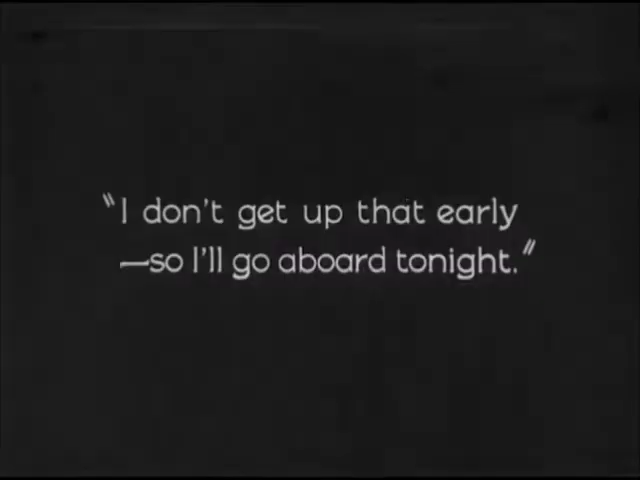 "I don't get up that early
—so I'll go aboard tonight."